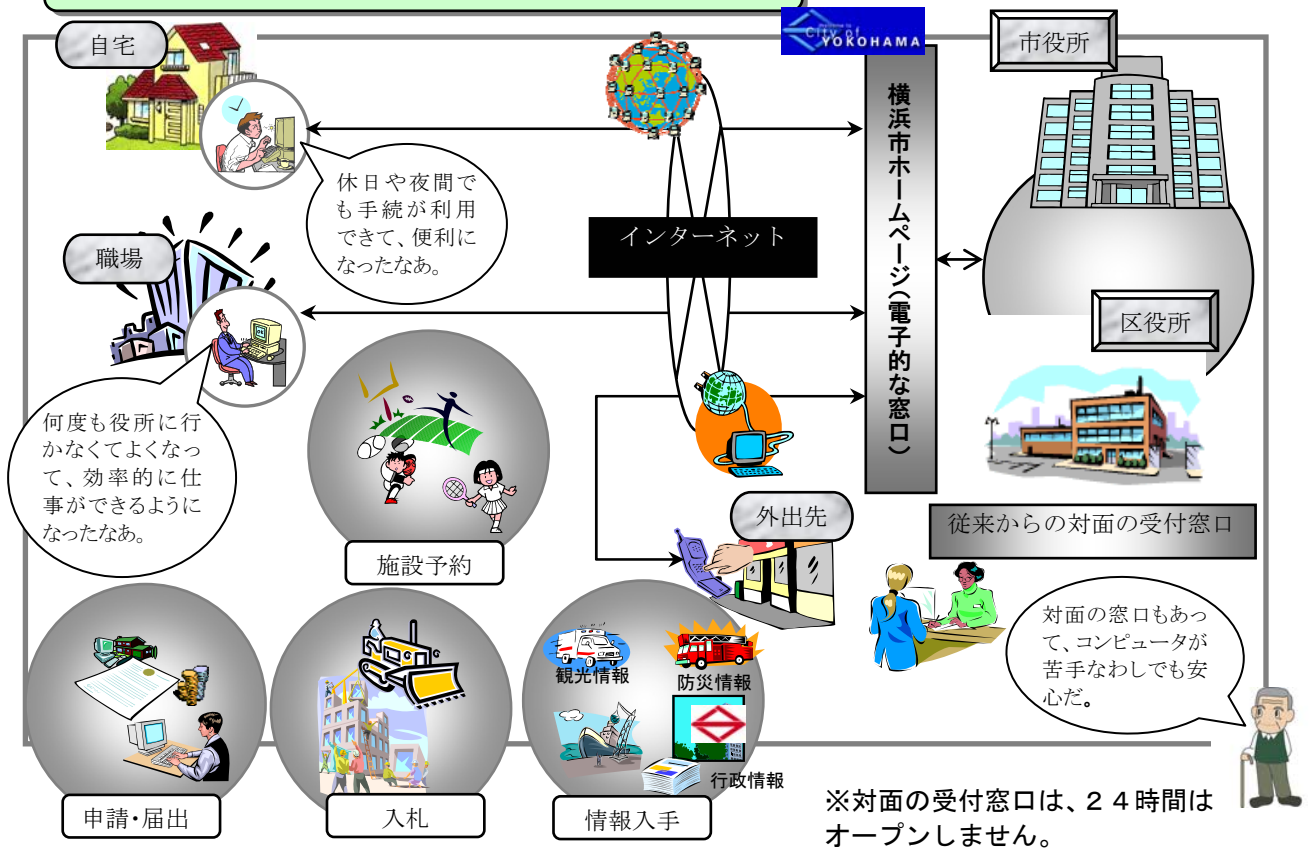 Welcome to
City of
YOKOHAMA
自宅
市役所
横浜市ホームページ（電子的な窓口）
休日や夜間で
も手続が利用
できて、便利に
なったなあ。
インターネット
職場
区役所
何度も役所に行
かなくてよくなっ
て、効率的に仕
事ができるように
なったなあ。
施設予約
外出先
従来からの対面の受付窓口
対面の窓口もあっ
て、コンピュータが
苦手なわしでも安
心だ。
観光情報
防災情報
行政情報
申請・届出
入札
情報入手
※対面の受付窓口は、２４時間は
オープンしません。